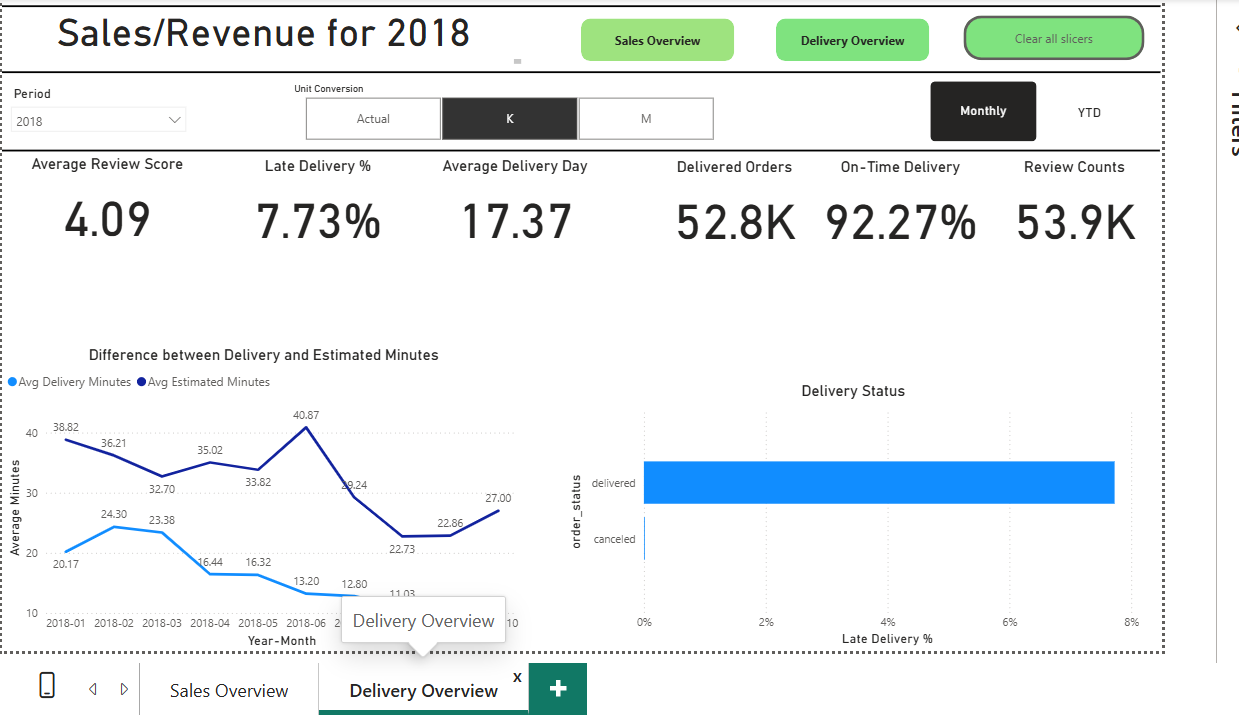 Sales/Revenue for 2018
Sales Overview
Delivery Overview
Clear all slicers
Period
2018
Unit Conversion
Actual
K
M
Monthly
YTD
Filters
Average Review Score
4.09
Late Delivery %
7.73%
Average Delivery Day
17.37
Delivered Orders
52.8K
On-Time Delivery
92.27%
Review Counts
53.9K
Difference between Delivery and Estimated Minutes
Avg Delivery Minutes
Avg Estimated Minutes
Average Minutes
40
30
20
10
38.82
36.21
32.70
35.02
33.82
40.87
29.24
22.73
22.86
27.00
20.17
24.30
23.38
16.44
16.32
13.20
12.80
11.03
2018-01 2018-02 2018-03 2018-04 2018-05 2018-06 2 10
Year-Month
Delivery Status
order_status
delivered
canceled
0% 2% 4% 6% 8%
Late Delivery %
Delivery Overview
Sales Overview
Delivery Overview
x
+